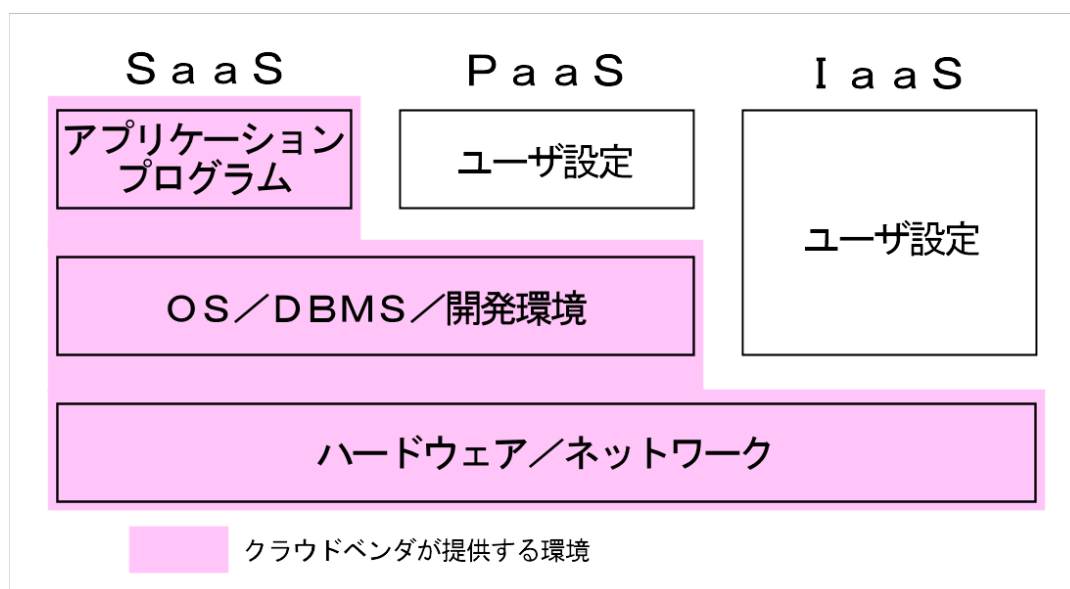 ＳａａＳ
ＰａａＳ
ＩａａＳ
アプリケーション
プログラム
ユーザ設定
ユーザ設定
ＯＳ／ＤＢＭＳ／開発環境
ハードウェア／ネットワーク
クラウドベンダが提供する環境